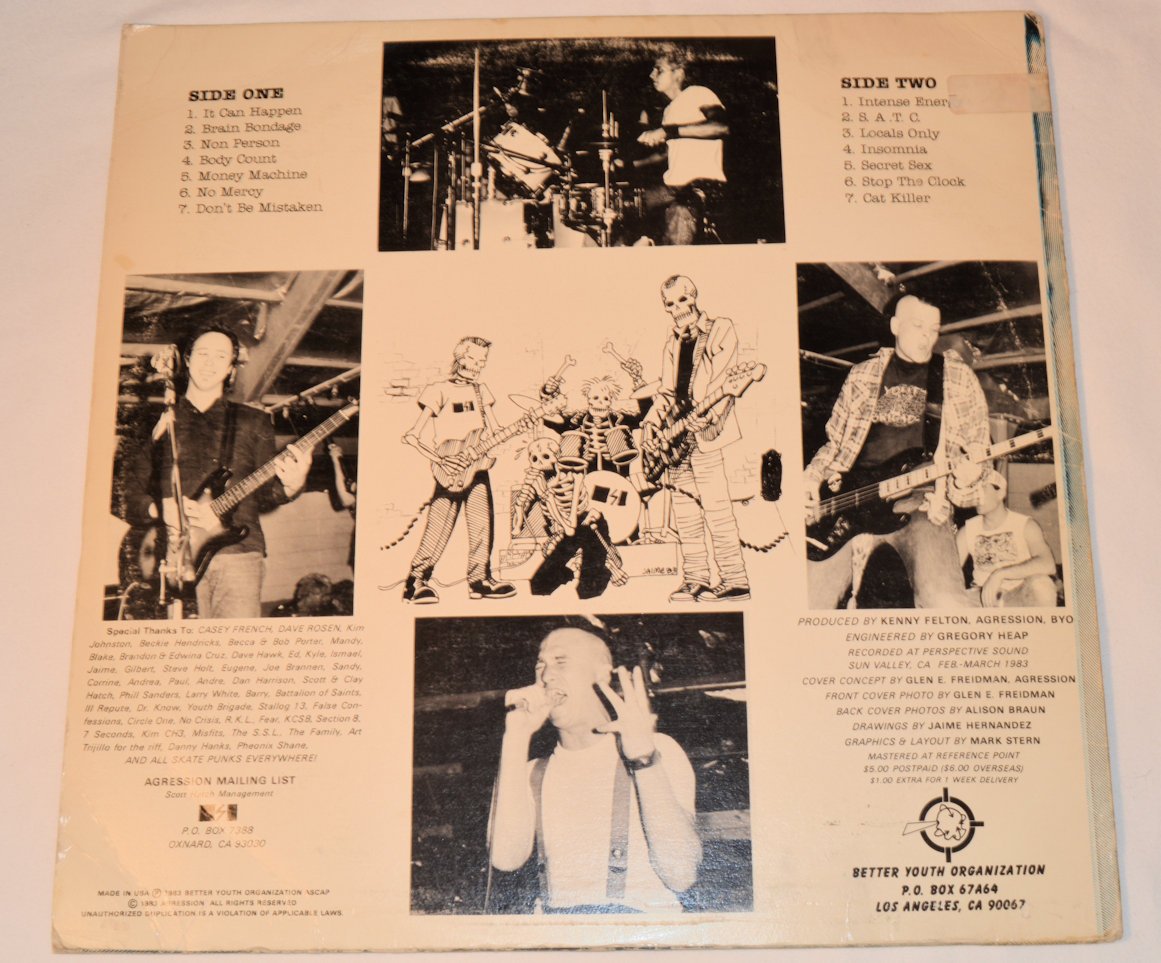 SIDE ONE
1. It Can Happen
2. Brain Bondage
3. Non Person
4. Body Count
5. Money Machine
6. No Mercy
7. Don't Be Mistaken
SIDE TWO
1. Intense Energ
2. S. A .T. C.
3. Locals Only
4. Insomnia
5. Secret Sex
6. Stop The Clock
7. Cat Killer
JAIME 83
Special Thanks To: CASEY FRENCH, DAVE ROSEN, Kim
Johnston, Beckie Hendricks, Becca & Bob Porter, Mandy,
Blake, Brandon & Edwina Cruz, Dave Hawk, Ed, Kyle, Ismael,
Jaime, Gilbert, Steve Holt, Eugene, Joe Brannen, Sandy,
Corrine, Andrea, Paul, Andre, Dan Harrison, Scott & Clay
Hatch, Phill Sanders, Larry White, Barry, Battalion of Saints,
Ill Repute, Dr. Know, Youth Brigade, Stallog 13, False Con-
fessions, Circle One, No Crisis, R.K.L., Fear, KCSB, Section 8,
7 Seconds, Kim CH3, Misfits, The S.S.L., The Family, Art
Trijillo for the riff, Danny Hanks, Pheonix Shane,
AND ALL SKATE PUNKS EVERYWHERE!
AGRESSION MAILING LIST
Scott Hatch Management
P.O. BOX 7388
OXNARD, CA 93030
MADE IN USA Ⓟ 1983 BETTER YOUTH ORGANIZATION ASCAP
© 1983 AGRESSION ALL RIGHTS RESERVED
UNAUTHORIZED DUPLICATION IS A VIOLATION OF APPLICABLE LAWS.
PRODUCED BY KENNY FELTON, AGRESSION, BYO
ENGINEERED BY GREGORY HEAP
RECORDED AT PERSPECTIVE SOUND
SUN VALLEY, CA FEB.-MARCH 1983
COVER CONCEPT BY GLEN E. FREIDMAN, AGRESSION
FRONT COVER PHOTO BY GLEN E. FREIDMAN
BACK COVER PHOTOS BY ALISON BRAUN
DRAWINGS BY JAIME HERNANDEZ
GRAPHICS & LAYOUT BY MARK STERN
MASTERED AT REFERENCE POINT
$5.00 POSTPAID ($6.00 OVERSEAS)
$1.00 EXTRA FOR 1 WEEK DELIVERY
BETTER YOUTH ORGANIZATION
P.O. BOX 67A64
LOS ANGELES, CA 90067